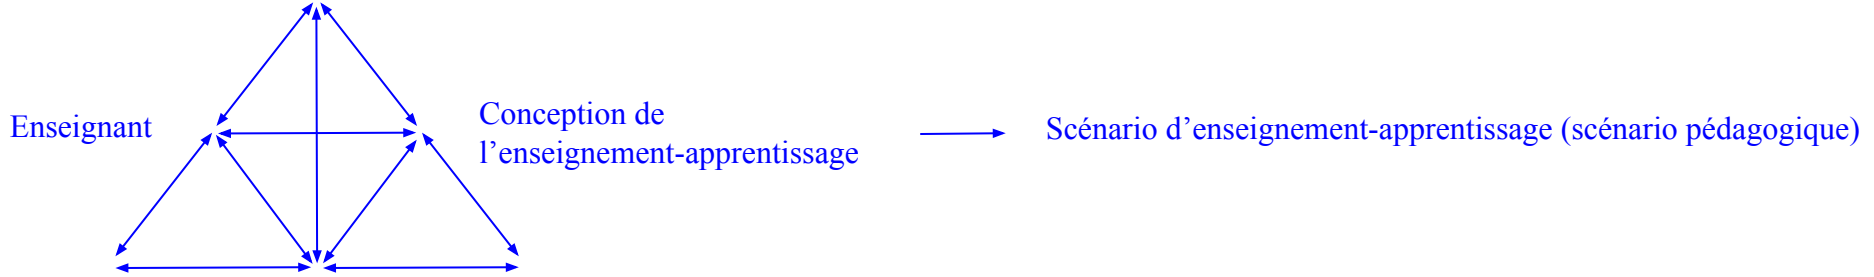 Enseignant
Conception de
l’enseignement-apprentissage
Scénario d’enseignement-apprentissage (scénario pédagogique)